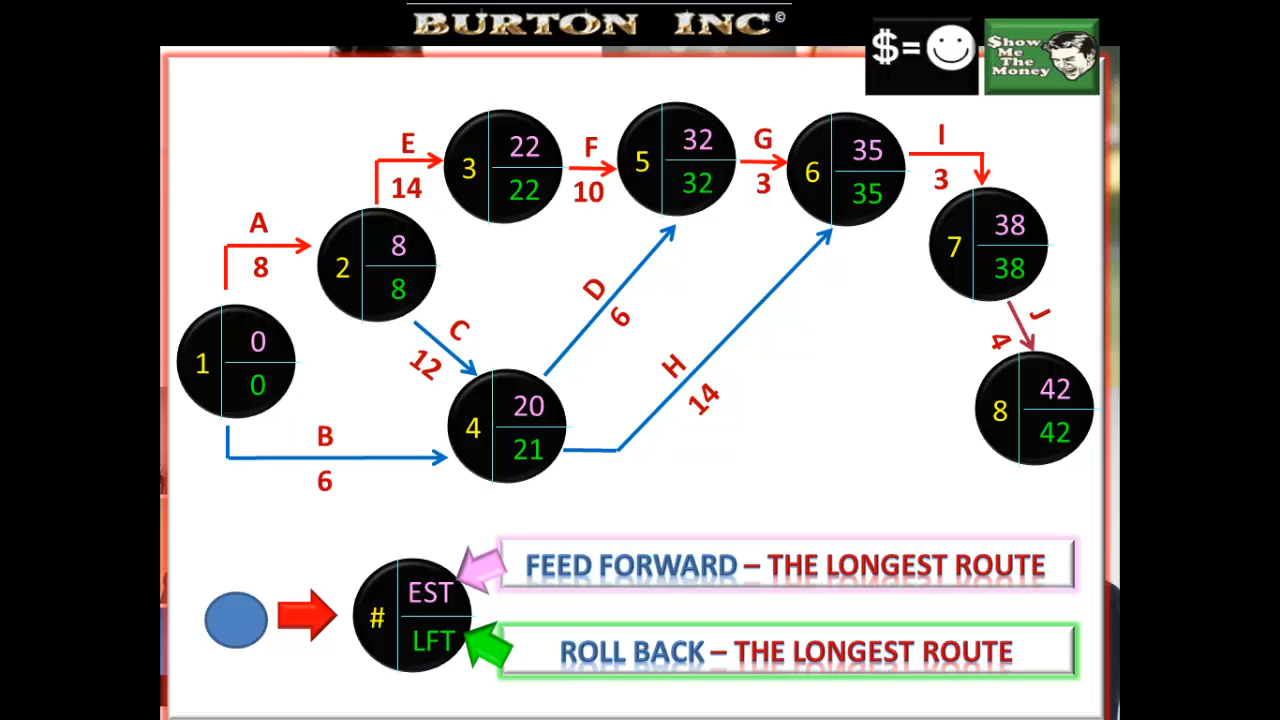 BURTON INC©
$=
$how
Me
The
Money
A
8
E
14
F
10
G
3
I
3
J
4
C
12
B
6
D
6
H
14
1
0
0
2
8
8
3
22
22
4
20
21
5
32
32
6
35
35
7
38
38
8
42
42
#
EST
LFT
FEED FORWARD – THE LONGEST ROUTE
ROLL BACK – THE LONGEST ROUTE